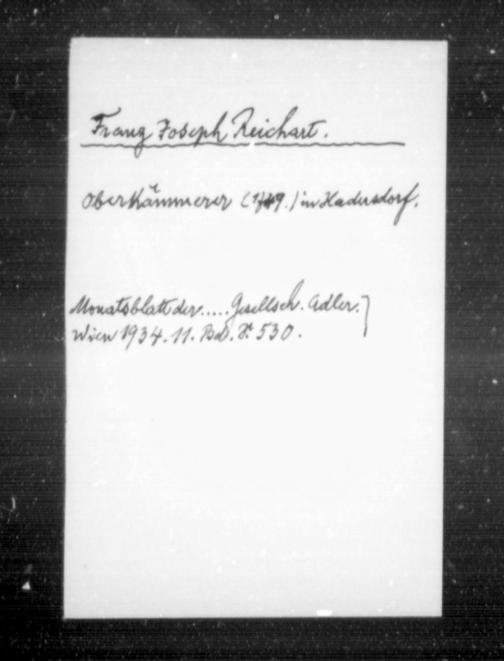 Franz Joseph Reichart.
Oberkämmerer (1749.) in Hadersdorf.
Monatsblatt der..... Gesellsch. Adler.]
Wien 1934. 11. Bd. S. 530.